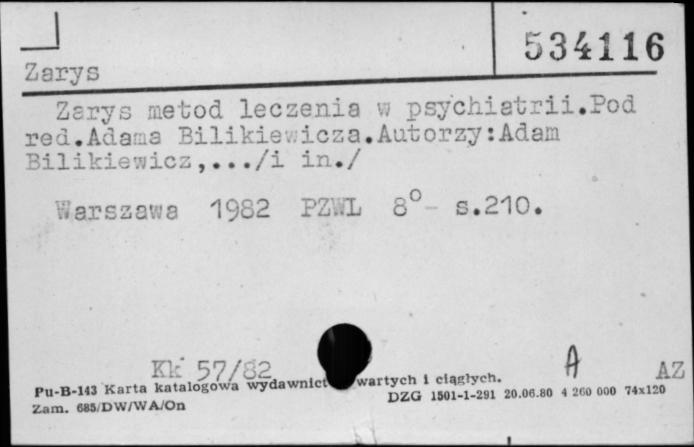 534116
Zarys
Zarys metod leczenia w psychiatrii.Pod
red.Adama Bilikiewicza.Autorzy:Adam
Bilikiewicz,.../i in./
Warszawa 1982 PZWL 8° s.210.
Kk 57/82 A AZ
Pu-B-143 Karta katalogowa wydawnict wartych i ciągłych.
Zam. 685/DW/WA/On DZG 1501-1-291 20.06.80 4 260 000 74x120